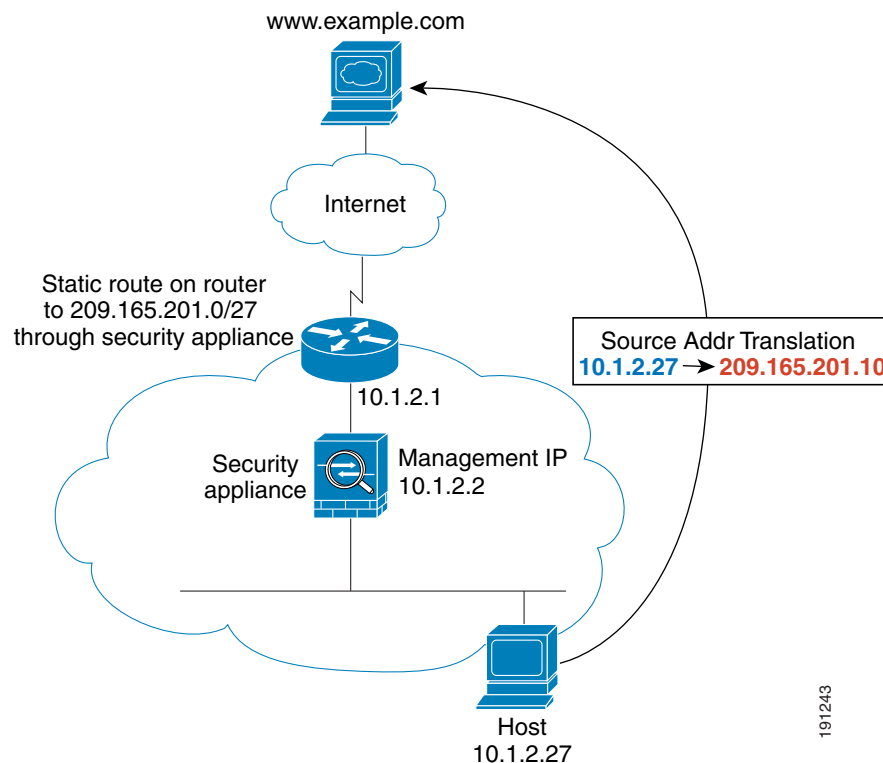 www.example.com
Internet
Static route on router
to 209.165.201.0/27
through security appliance
Source Addr Translation
10.1.2.27 → 209.165.201.10
10.1.2.1
Security
appliance
Management IP
10.1.2.2
Host
10.1.2.27
191243